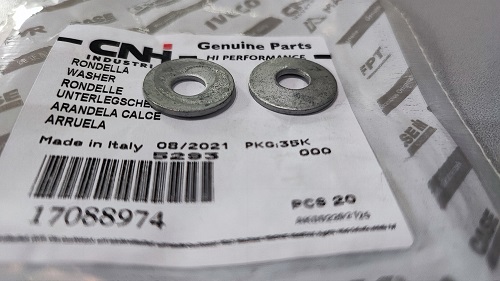 CNH
INDUSTRIAL
Genuine Parts
HI PERFORMANCE
RONDELLA
WASHER
RONDELLE
UNTERLEGSCHE
ARANDELA CALCE
ARRUELA
Made in Italy 08/2021 PKG:35K
5293 000
17088974
PCS 20
IVECO
FPT
CASE